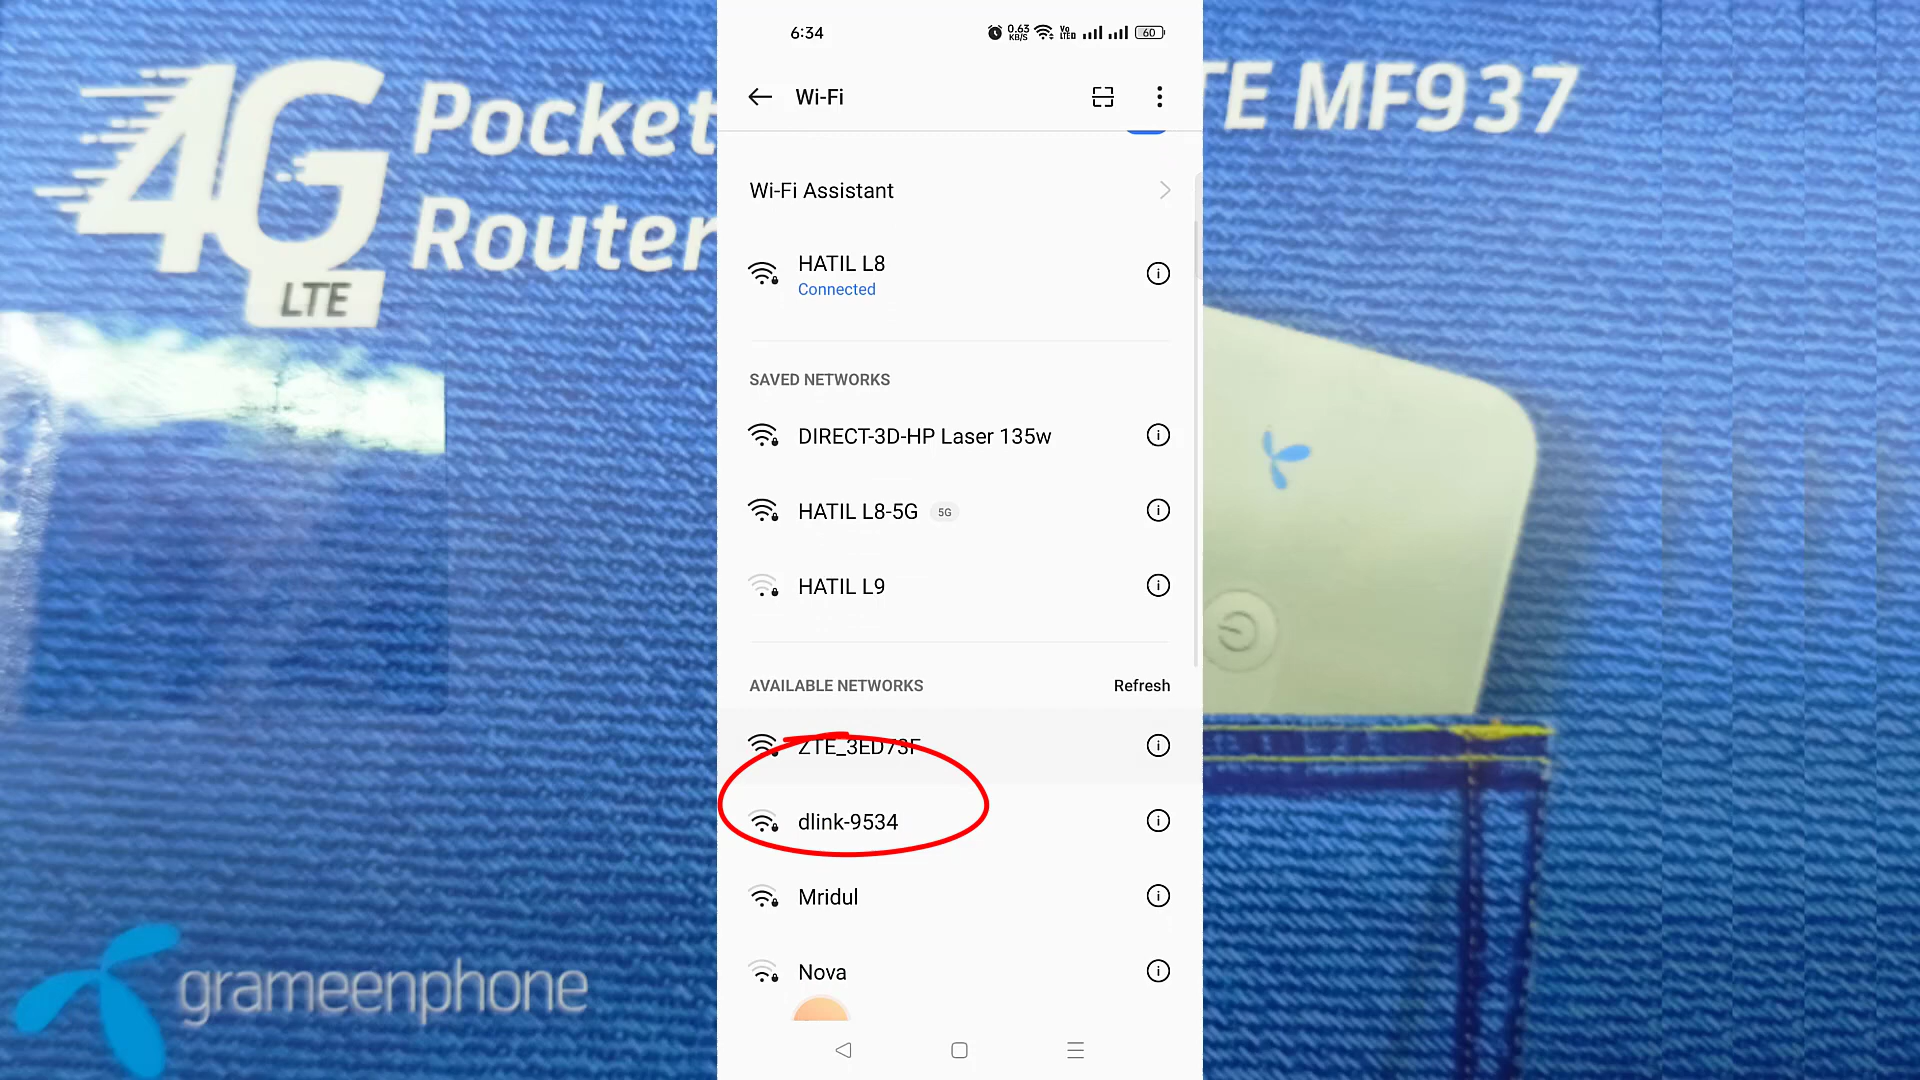 4G Pocket
Router
LTE
TE MF937
grameenphone
6:34
0.63
KB/S
Vo
LTE
60
Wi-Fi
Wi-Fi Assistant
HATIL L8
Connected
SAVED NETWORKS
DIRECT-3D-HP Laser 135w
HATIL L8-5G 5G
HATIL L9
AVAILABLE NETWORKS Refresh
ZTE_3ED73F
dlink-9534
Mridul
Nova